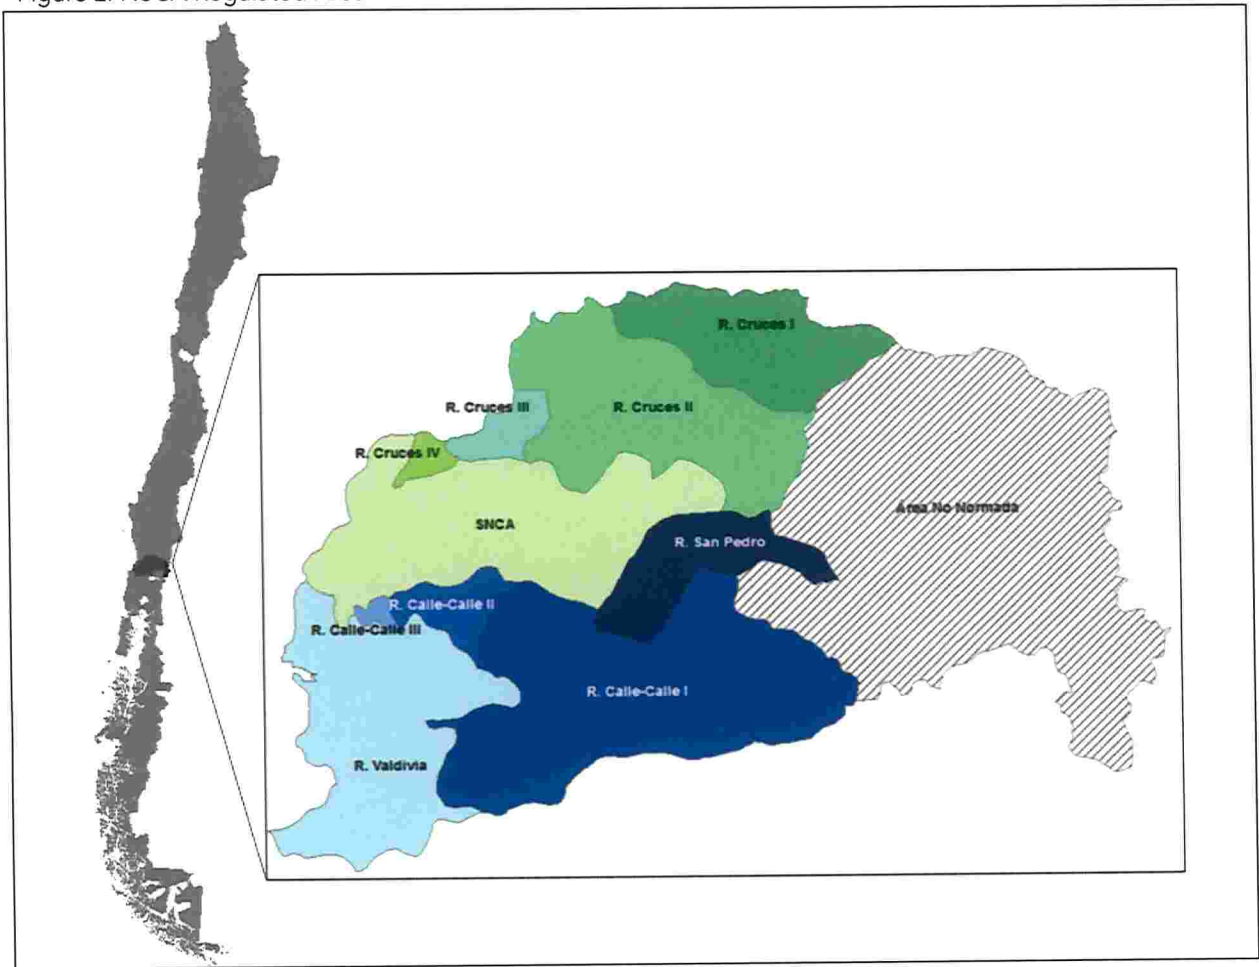 R. Cruces I
R. Cruces III
R. Cruces II
R. Cruces IV
Área No Normada
SNCA
R. San Pedro
R. Calle-Calle II
R. Calle-Calle III
R. Calle-Calle I
R. Valdivia